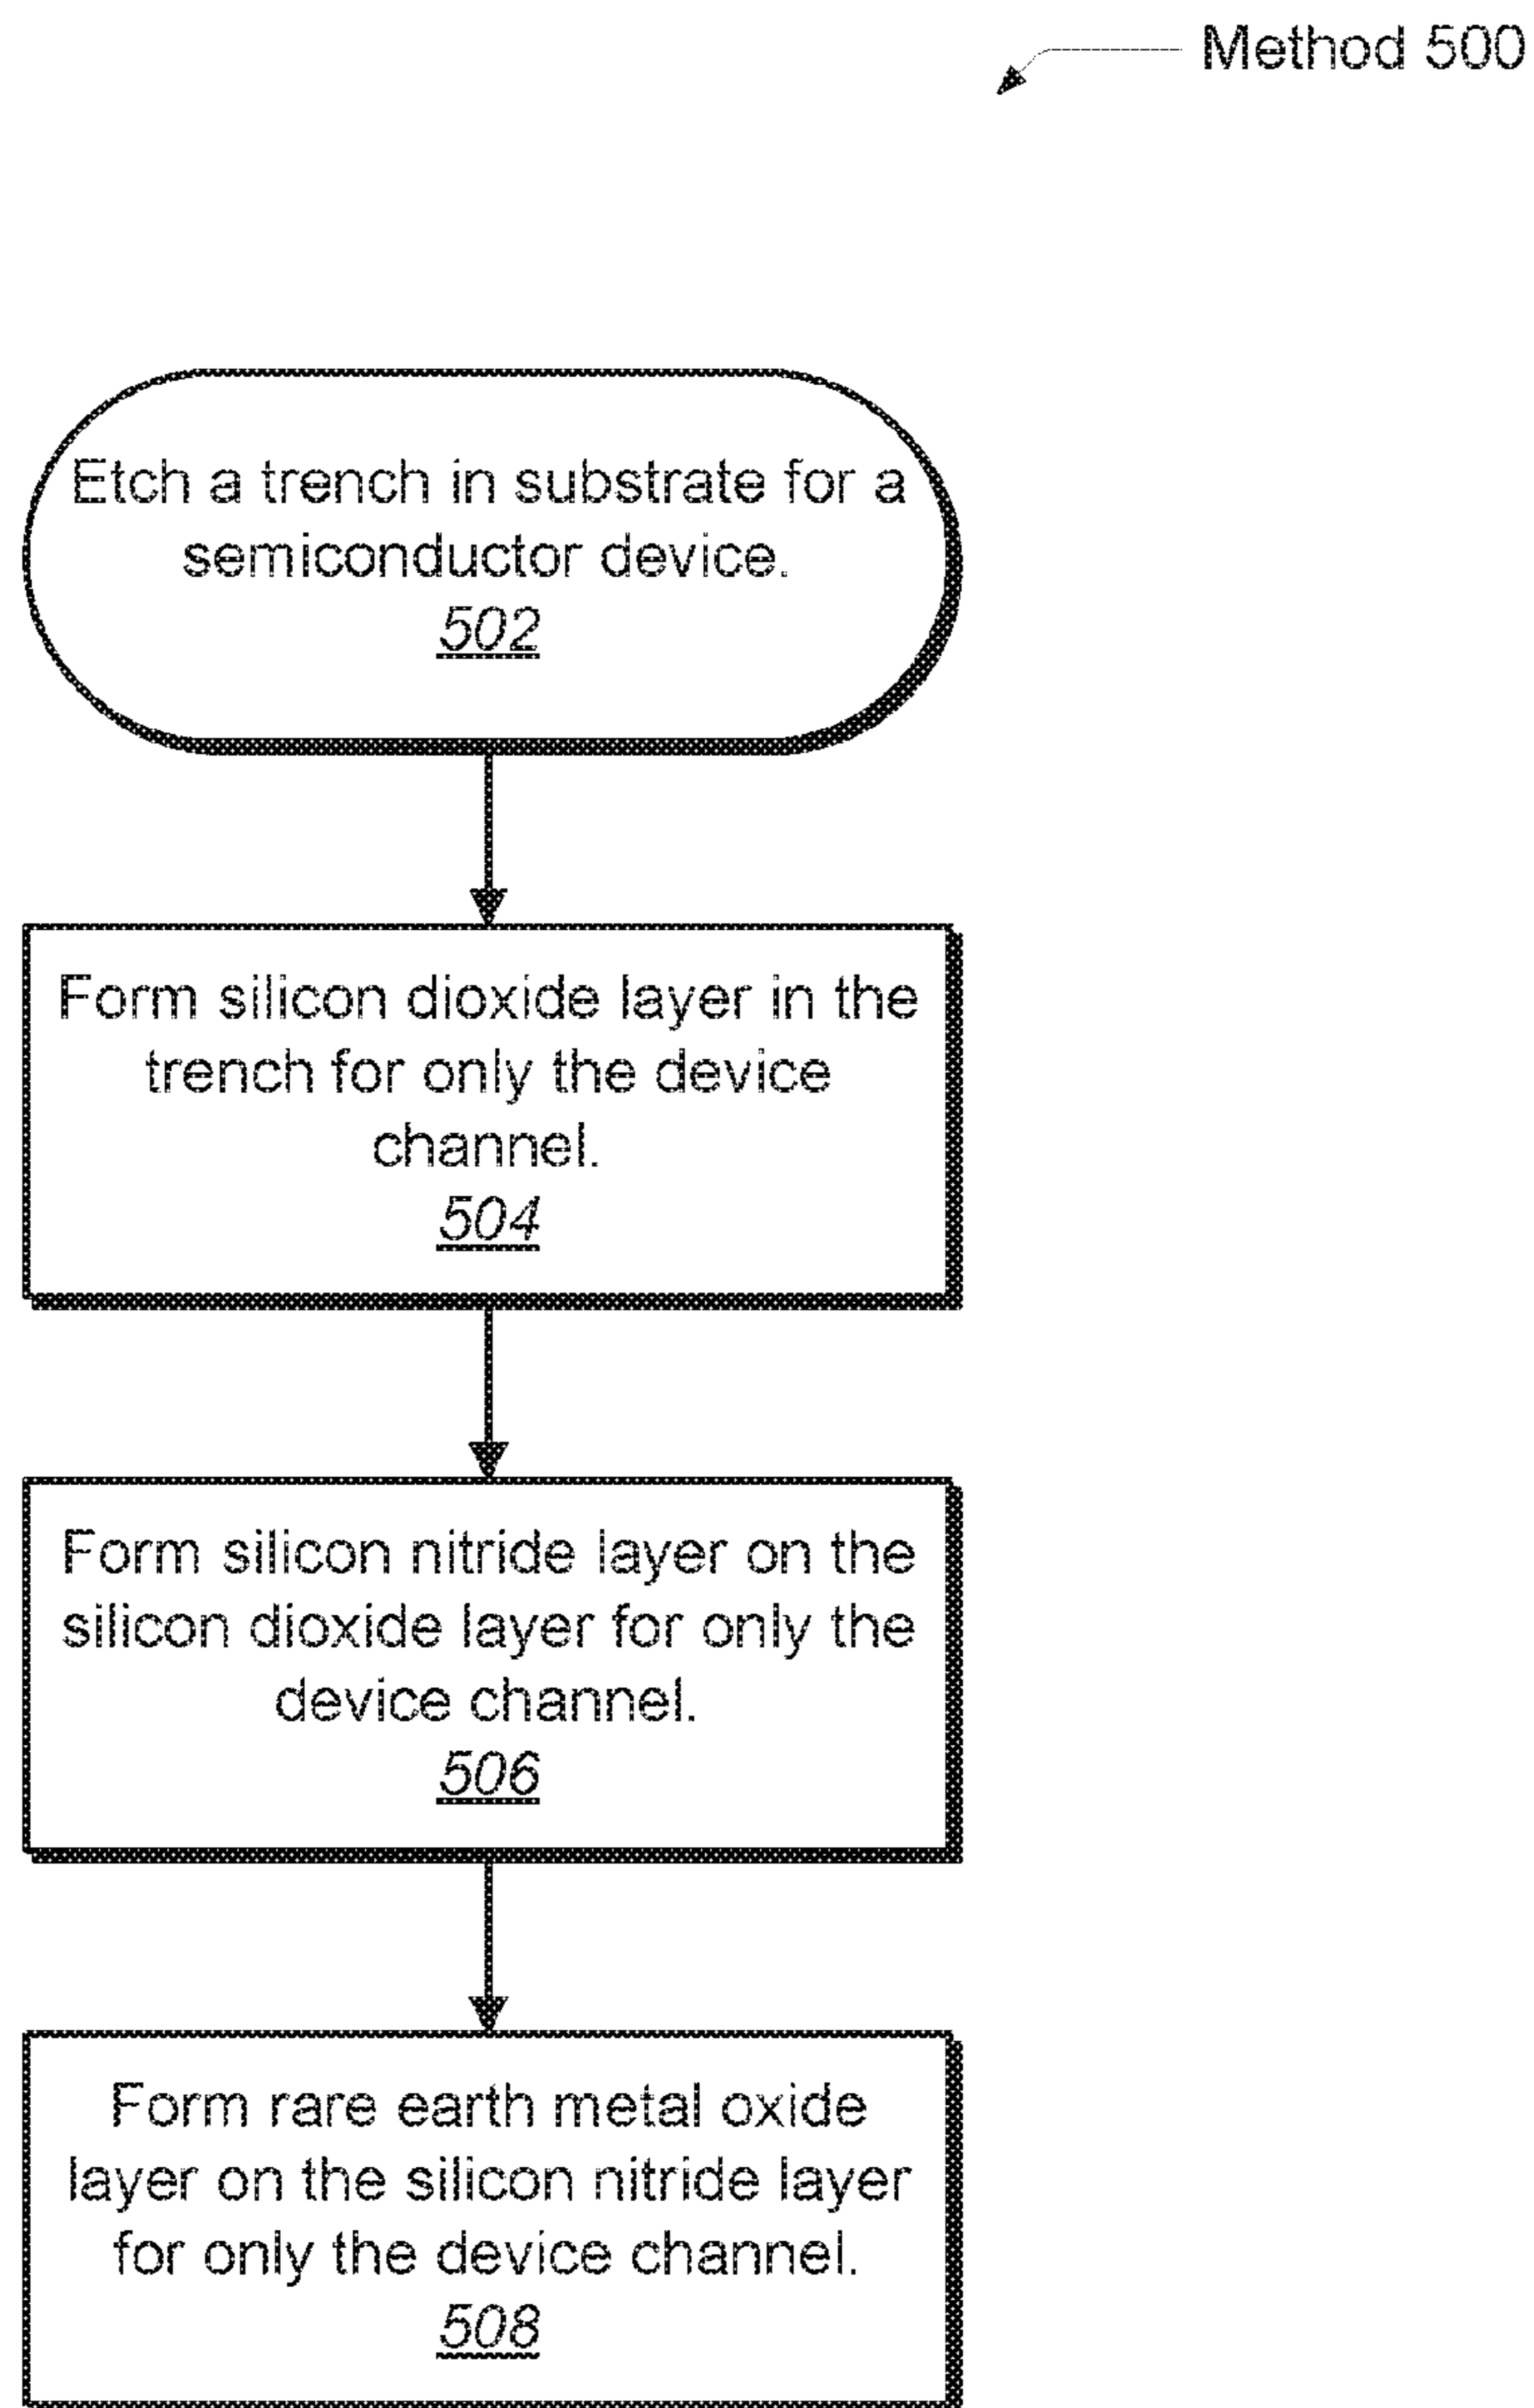 Method 500
Etch a trench in substrate for a
semiconductor device.
502
Form silicon dioxide layer in the
trench for only the device
channel.
504
Form silicon nitride layer on the
silicon dioxide layer for only the
device channel.
506
Form rare earth metal oxide
layer on the silicon nitride layer
for only the device channel.
508